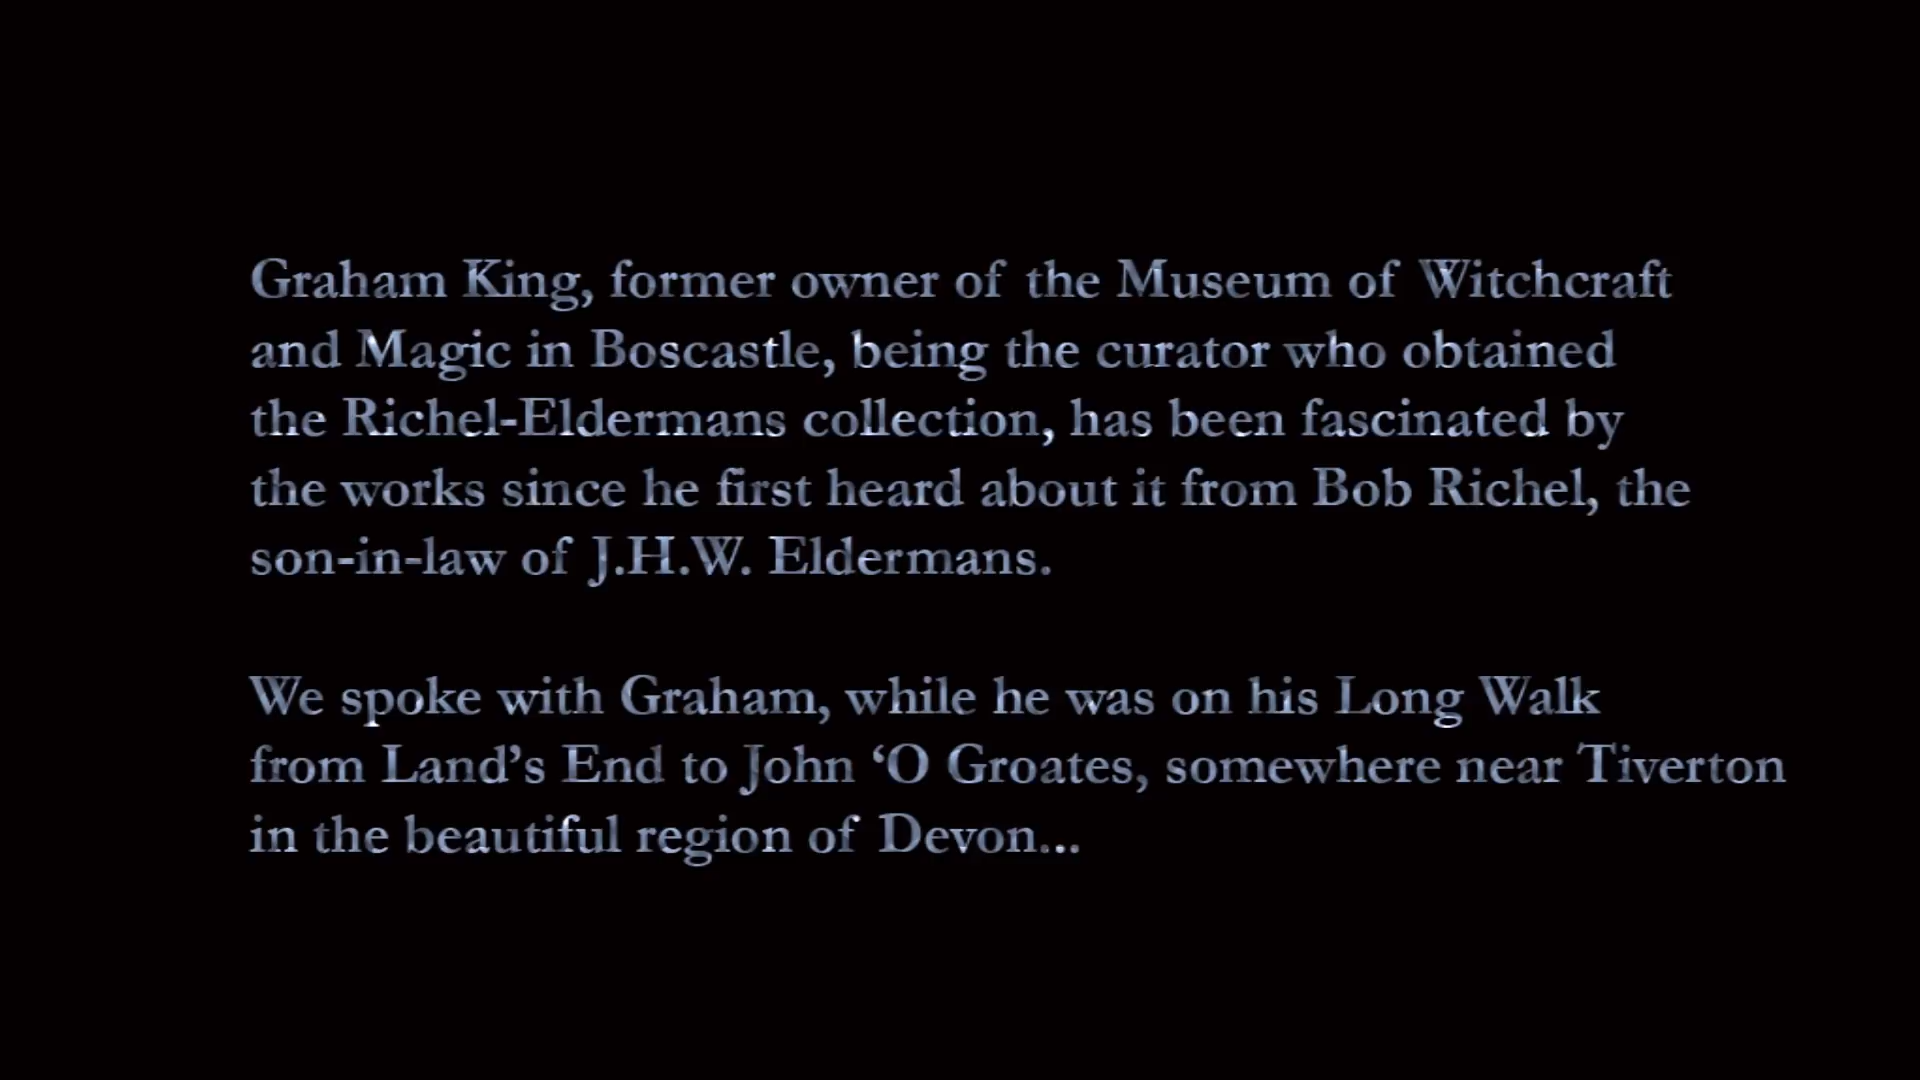 Graham King, former owner of the Museum of Witchcraft
and Magic in Boscastle, being the curator who obtained
the Richel-Eldermans collection, has been fascinated by
the works since he first heard about it from Bob Richel, the
son-in-law of J.H.W. Eldermans.
We spoke with Graham, while he was on his Long Walk
from Land’s End to John ‘O Groates, somewhere near Tiverton
in the beautiful region of Devon...